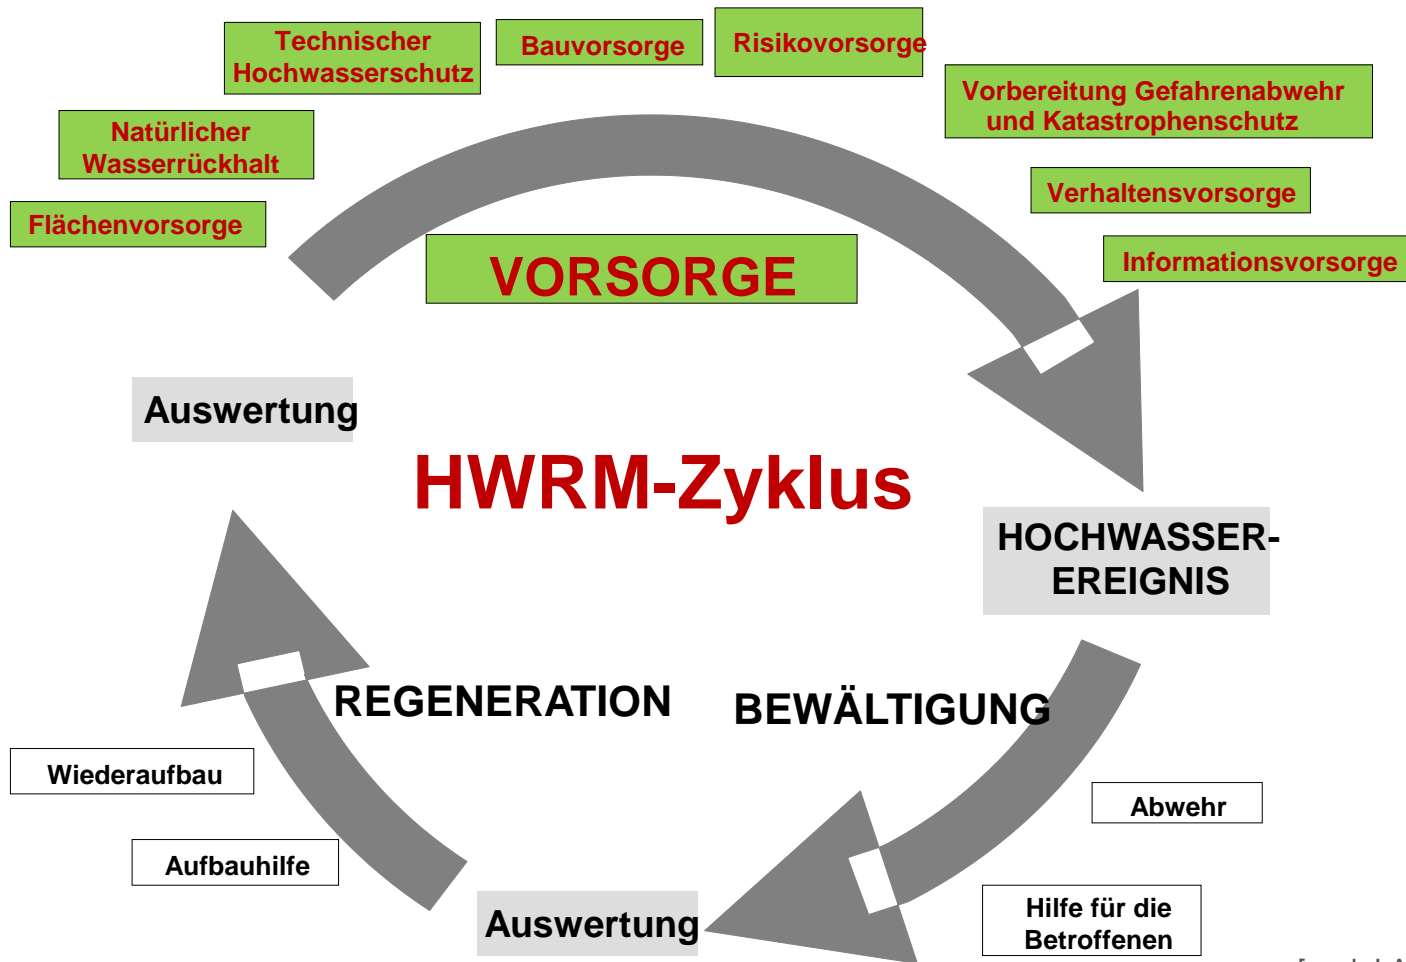 Technischer
Hochwasserschutz
Bauvorsorge
Risikovorsorge
Vorbereitung Gefahrenabwehr
und Katastrophenschutz
Natürlicher
Wasserrückhalt
Verhaltensvorsorge
Flächenvorsorge
Informationsvorsorge
VORSORGE
Auswertung
HWRM-Zyklus
HOCHWASSER-
EREIGNIS
REGENERATION
BEWÄLTIGUNG
Wiederaufbau
Abwehr
Aufbauhilfe
Auswertung
Hilfe für die
Betroffenen